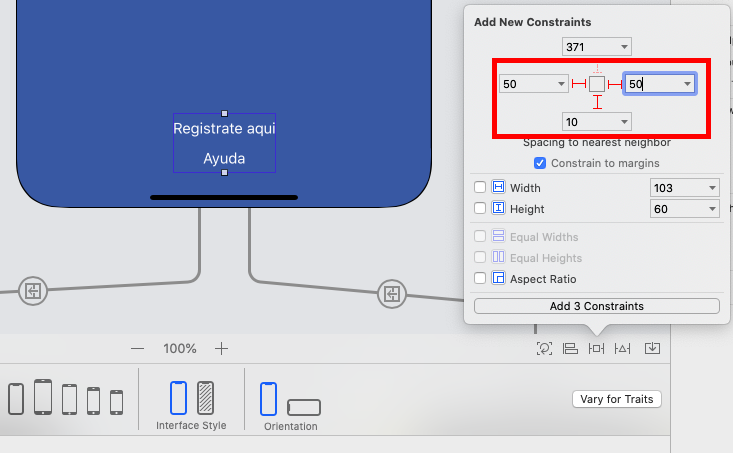 Add New Constraints
371
50
50
10
Spacing to nearest neighbor
Constrain to margins
Width
103
Height
60
Equal Widths
Equal Heights
Aspect Ratio
Add 3 Constraints
Registrate aqui
Ayuda
100%
Interface Style
Orientation
Vary for Traits